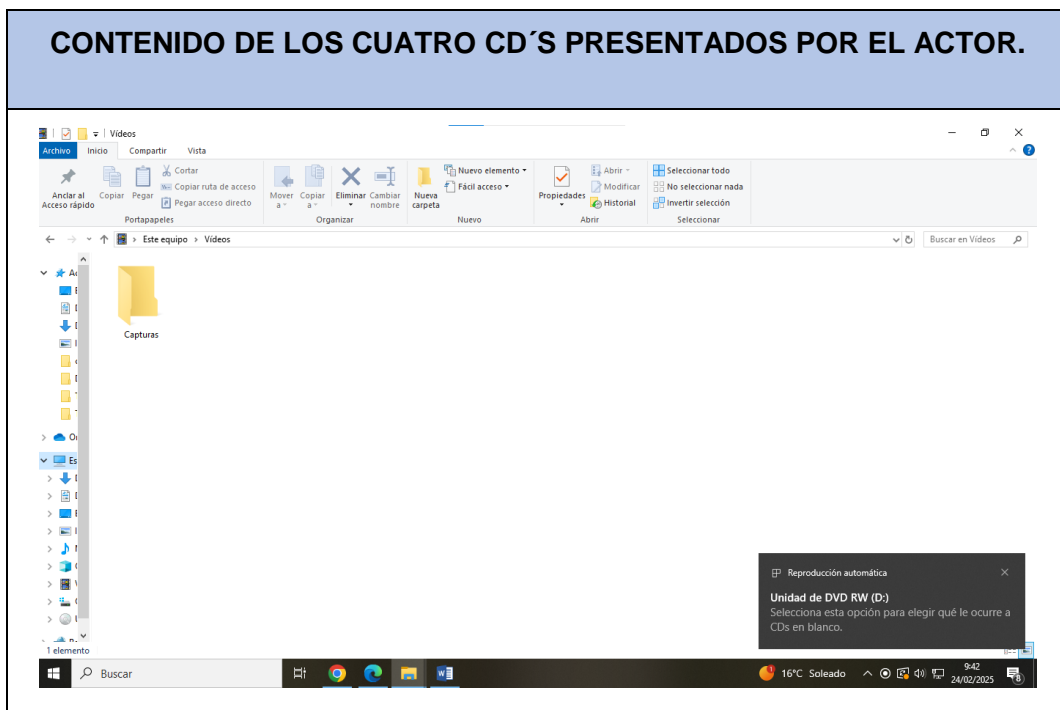 CONTENIDO DE LOS CUATRO CD´S PRESENTADOS POR EL ACTOR.
Vídeos
Archivo Inicio Compartir Vista
Anclar al Acceso rápido
Copiar
Pegar
Cortar
Copiar ruta de acceso
Pegar acceso directo
Mover a
Copiar a
Eliminar
Cambiar nombre
Nueva carpeta
Nuevo elemento
Fácil acceso
Propiedades
Abrir
Modificar
Historial
Seleccionar todo
No seleccionar nada
Invertir selección
Portapapeles Organizar Nuevo Abrir Seleccionar
Este equipo > Vídeos
Buscar en Vídeos
Capturas
Reproducción automática
Unidad de DVD RW (D:)
Selecciona esta opción para elegir qué le ocurre a
CDs en blanco.
1 elemento
Buscar
16°C Soleado
9:42
24/02/2025